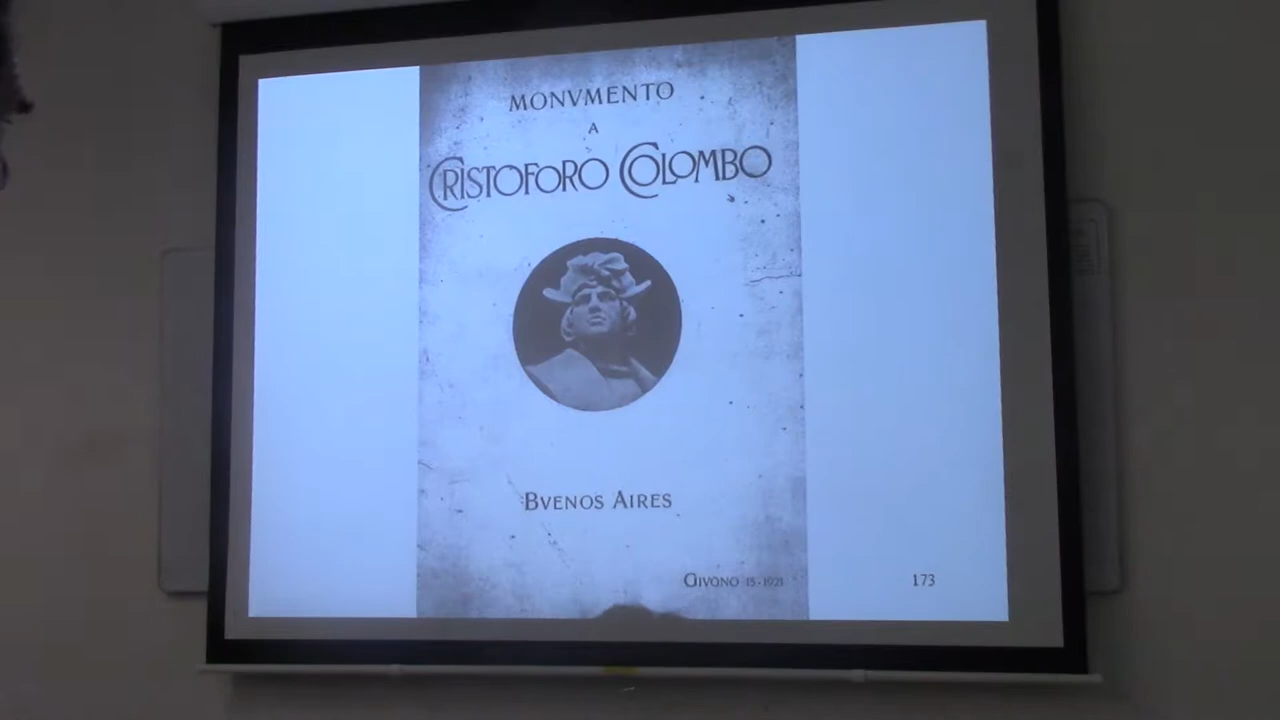 MONVMENTO
A
CRISTOFORO COLOMBO
BVENOS AIRES
GIVGNO 15-1921
173